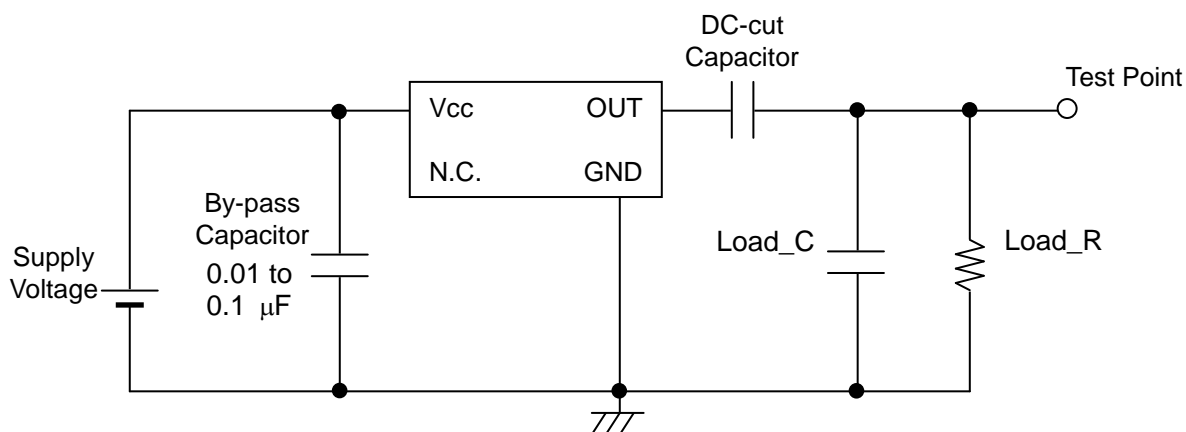 DC-cut
Capacitor
Test Point
Vcc
OUT
N.C.
GND
By-pass
Capacitor
0.01 to
0.1 μF
Supply
Voltage
Load_C
Load_R